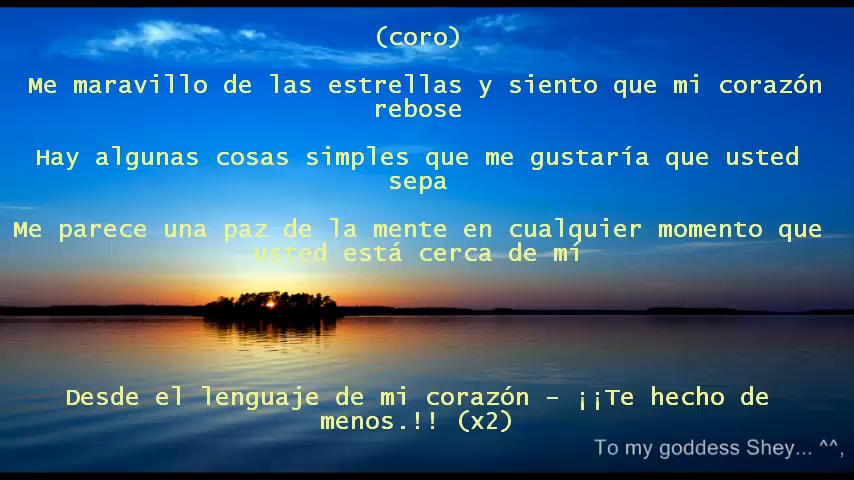 (coro)
Me maravillo de las estrellas y siento que mi corazón
rebose
Hay algunas cosas simples que me gustaría que usted
sepa
Me parece una paz de la mente en cualquier momento que
usted está cerca de mí
Desde el lenguaje de mi corazón - ¡¡Te hecho de
menos.!! (x2)
To my goddess Shey... ^^,